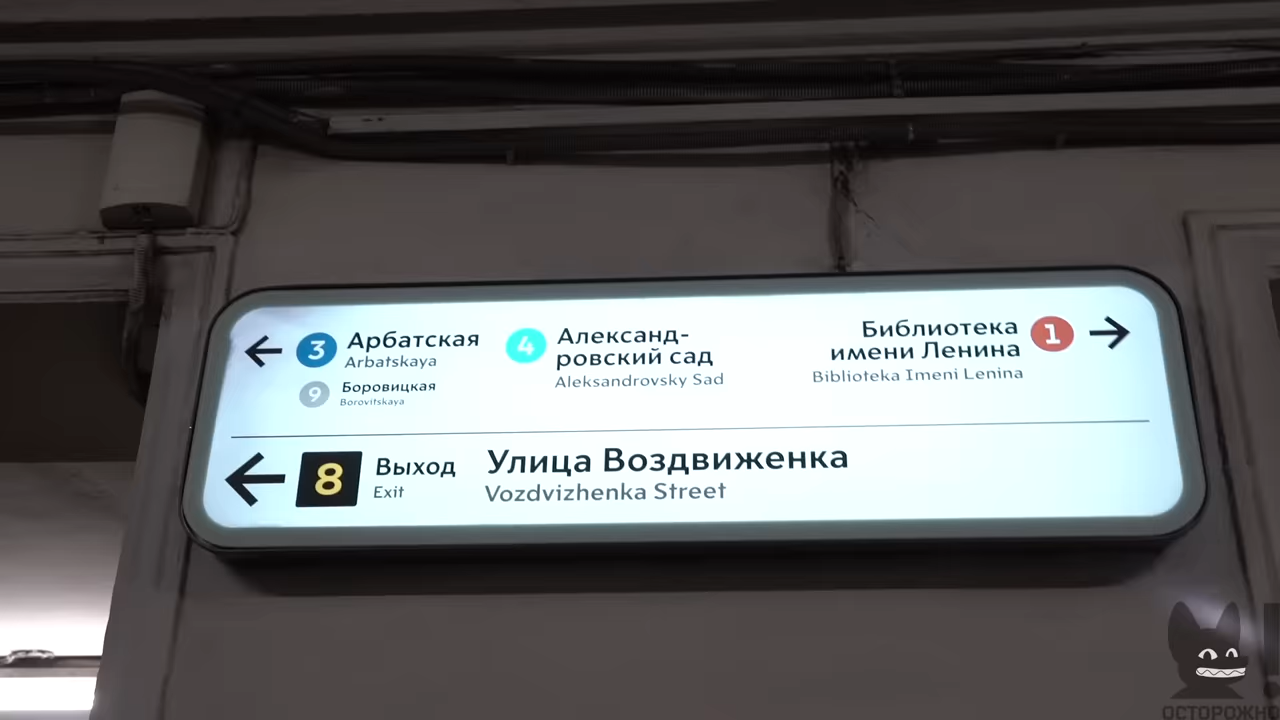 3 Арбатская
Arbatskaya
9 Боровицкая
Borovitskaya
4 Александ-
ровский сад
Aleksandrovsky Sad
Библиотека
имени Ленина 1
Biblioteka Imeni Lenina
8 Выход
Exit
Улица Воздвиженка
Vozdvizhenka Street
ОСТОРОЖНО